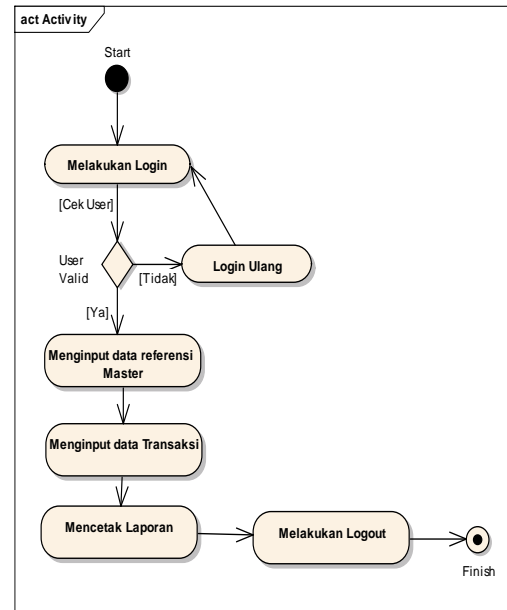 act Activity
Start
Melakukan Login
[Cek User]
User
Valid
[Tidak]
Login Ulang
[Ya]
Menginput data referensi
Master
Menginput data Transaksi
Mencetak Laporan
Melakukan Logout
Finish